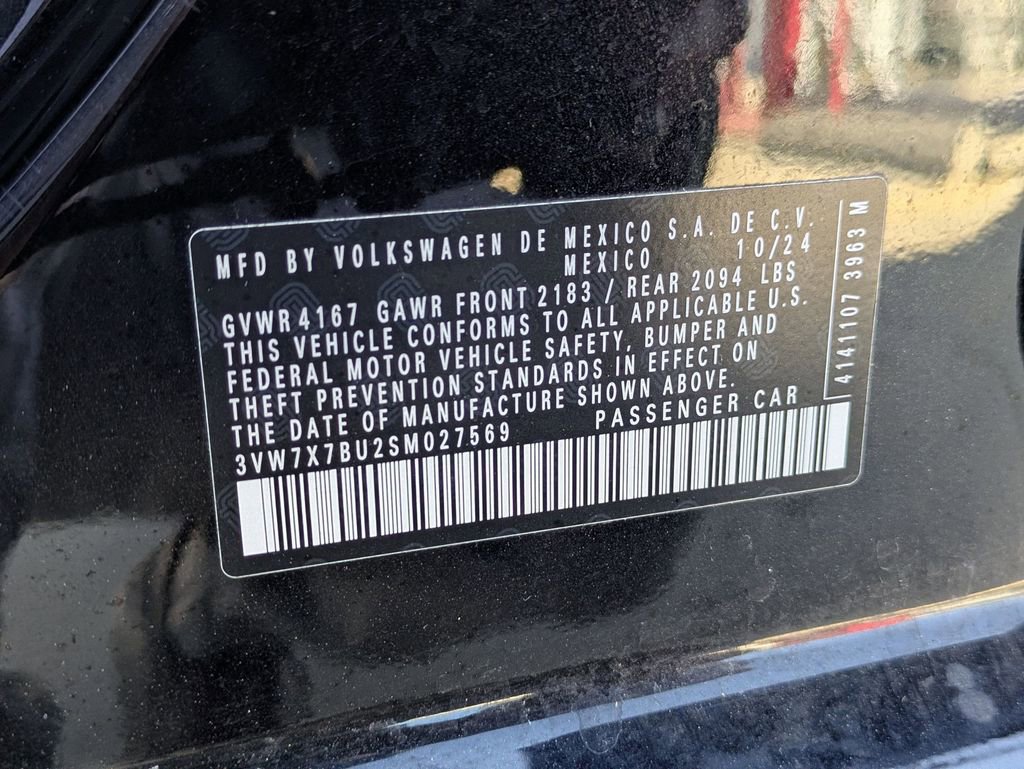 MFD BY VOLKSWAGEN DE MEXICO S.A. DE C.V.
MEXICO 10/24
GVWR 4167 GAWR FRONT 2183 / REAR 2094 LBS
THIS VEHICLE CONFORMS TO ALL APPLICABLE U.S.
FEDERAL MOTOR VEHICLE SAFETY, BUMPER AND
THEFT PREVENTION STANDARDS IN EFFECT ON
THE DATE OF MANUFACTURE SHOWN ABOVE.
3VW7X7BU2SM027569 PASSENGER CAR
4141107 3963 M